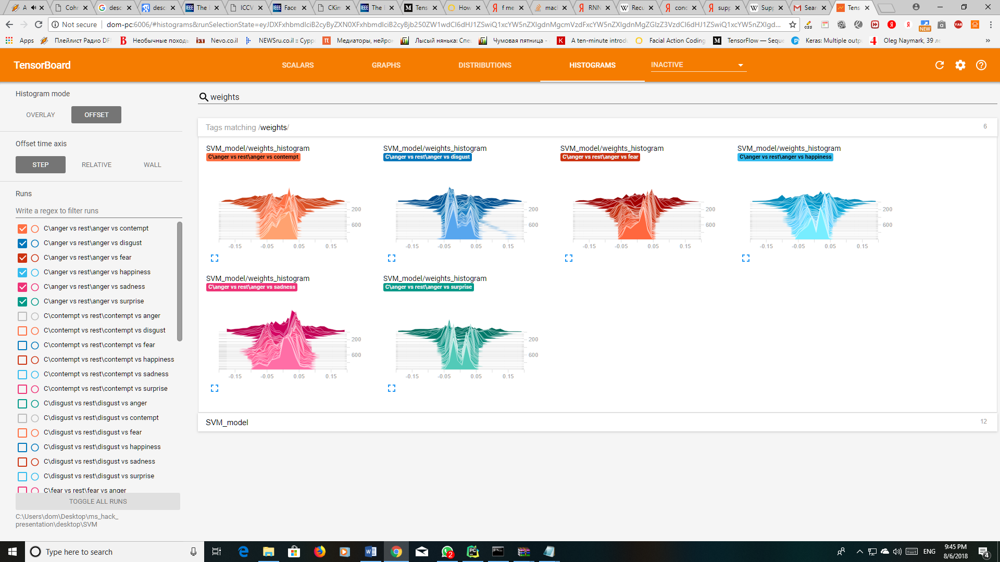 A
Cohn
desc
desc
The I
ICCV
Face
CKim
The I
Tens
How
f me
mac
RNN
Recu
conc
supp
Supp
Sear
Tens
Not secure
dom-pc:6006/#histograms&runSelectionState=eyJDXFxhbmdlciB2cyByZXN0XFxhbmdlciB2cyBjb250ZW1wdCI6dHJ1ZSwiQ1xcYW5nZXIgdnMgcmVzdFxcYW5nZXIgdnMgZGlzZ3VzdCI6dHJ1ZSwiQ1xcYW5nZXIgd...
css
NEW
YAB
Apps
Плейлист Радио DF
Необычные поход
Nevo.co.il
NEWSru.co.il :: Сурр
Медиаторы, нейрон
Лысый нянька: Спец
Чумовая пятница -
A ten-minute introdu
Facial Action Coding
TensorFlow — Seque
Keras: Multiple outp
Oleg Naymark, 39 ле
»
TensorBoard
SCALARS
GRAPHS
DISTRIBUTIONS
HISTOGRAMS
INACTIVE
Histogram mode
OVERLAY
OFFSET
Offset time axis
STEP
RELATIVE
WALL
Runs
Write a regex to filter runs
C\anger vs rest\anger vs contempt
C\anger vs rest\anger vs disgust
C\anger vs rest\anger vs fear
C\anger vs rest\anger vs happiness
C\anger vs rest\anger vs sadness
C\anger vs rest\anger vs surprise
C\contempt vs rest\contempt vs anger
C\contempt vs rest\contempt vs disgust
C\contempt vs rest\contempt vs fear
C\contempt vs rest\contempt vs happiness
C\contempt vs rest\contempt vs sadness
C\contempt vs rest\contempt vs surprise
C\disgust vs rest\disgust vs anger
C\disgust vs rest\disgust vs contempt
C\disgust vs rest\disgust vs fear
C\disgust vs rest\disgust vs happiness
C\disgust vs rest\disgust vs sadness
C\disgust vs rest\disgust vs surprise
C\fear vs rest\fear vs anger
TOGGLE ALL RUNS
C:\Users\dom\Desktop\ms_hack_
presentation\desktop\SVM
weights
Tags matching /weights/
6
SVM_model/weights_histogram
C\anger vs rest\anger vs contempt
200
600
-0.15 -0.05 0.05 0.15
SVM_model/weights_histogram
C\anger vs rest\anger vs disgust
200
600
-0.15 -0.05 0.05 0.15
SVM_model/weights_histogram
C\anger vs rest\anger vs fear
200
600
-0.15 -0.05 0.05 0.15
SVM_model/weights_histogram
C\anger vs rest\anger vs happiness
200
600
-0.15 -0.05 0.05 0.15
SVM_model/weights_histogram
C\anger vs rest\anger vs sadness
200
600
-0.15 -0.05 0.05 0.15
SVM_model/weights_histogram
C\anger vs rest\anger vs surprise
200
600
-0.15 -0.05 0.05 0.15
SVM_model
12
Type here to search
2
ENG
9:45 PM
8/6/2018
4